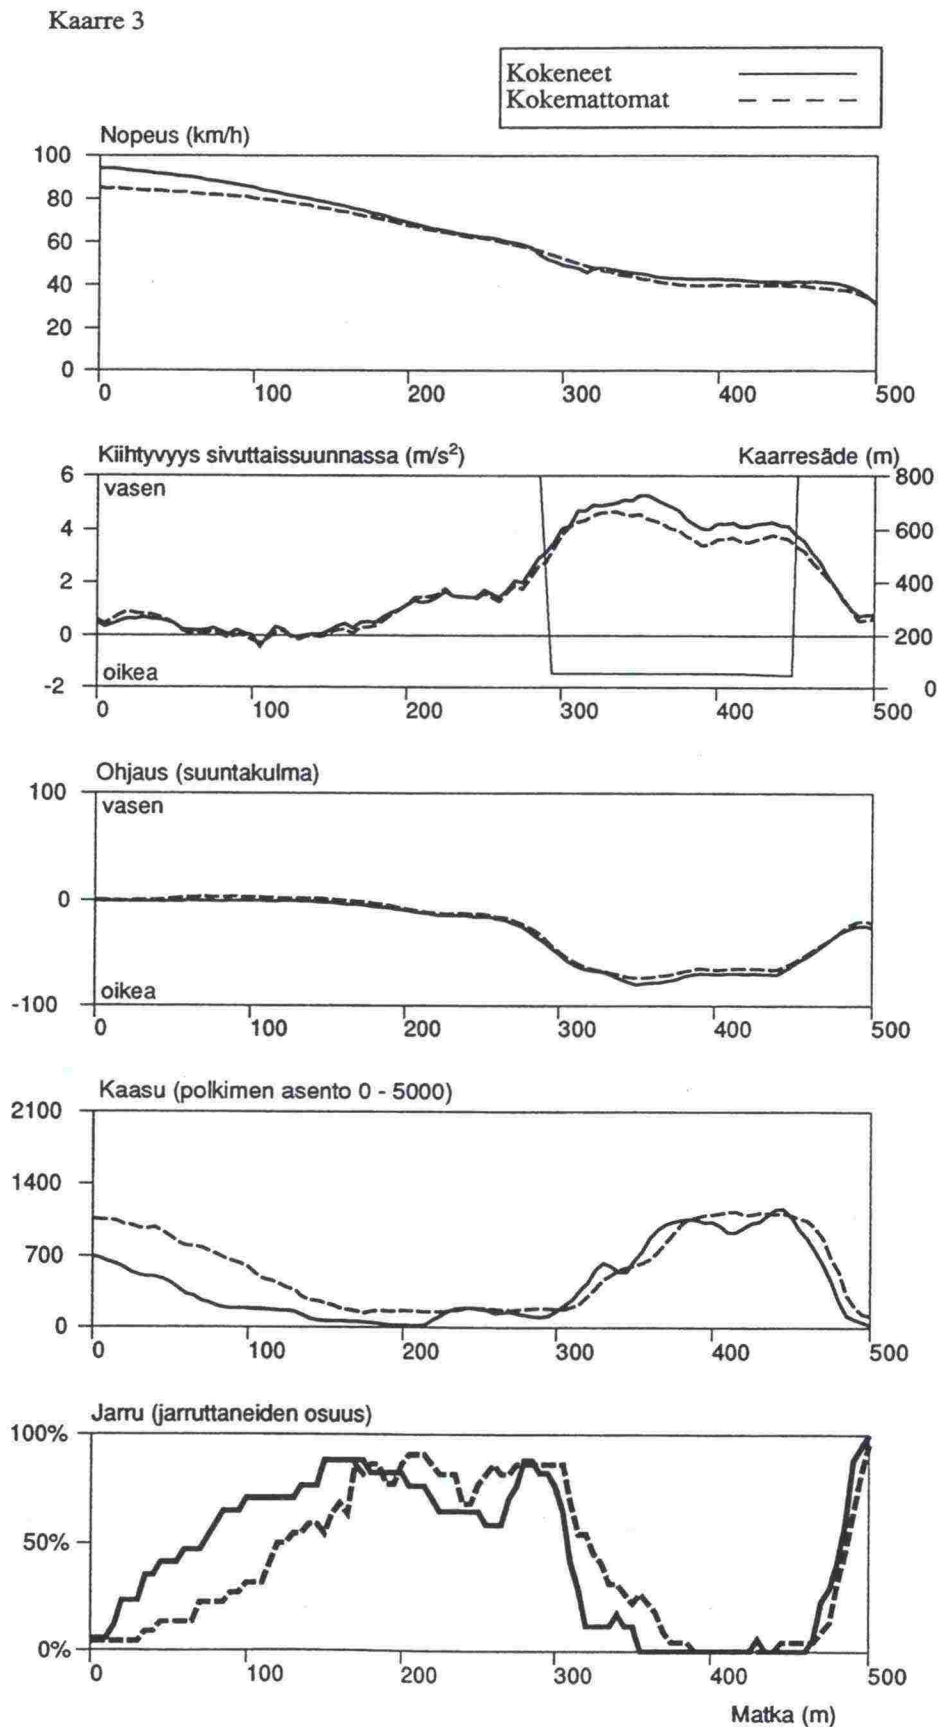 Kaarre 3
Kokeneet
Kokemattomat
Nopeus (km/h)
100
80
60
40
20
0
0 100 200 300 400 500
Kiihtyvyys sivuttaissuunnassa (m/s²) Kaarresäde (m)
6 vasen 800
4 600
2 400
0 200
-2 oikea 0
0 100 200 300 400 500
Ohjaus (suuntakulma)
100 vasen
0
-100 oikea
0 100 200 300 400 500
Kaasu (polkimen asento 0 - 5000)
2100
1400
700
0
0 100 200 300 400 500
Jarru (jarruttaneiden osuus)
100%
50%
0%
0 100 200 300 400 500
Matka (m)